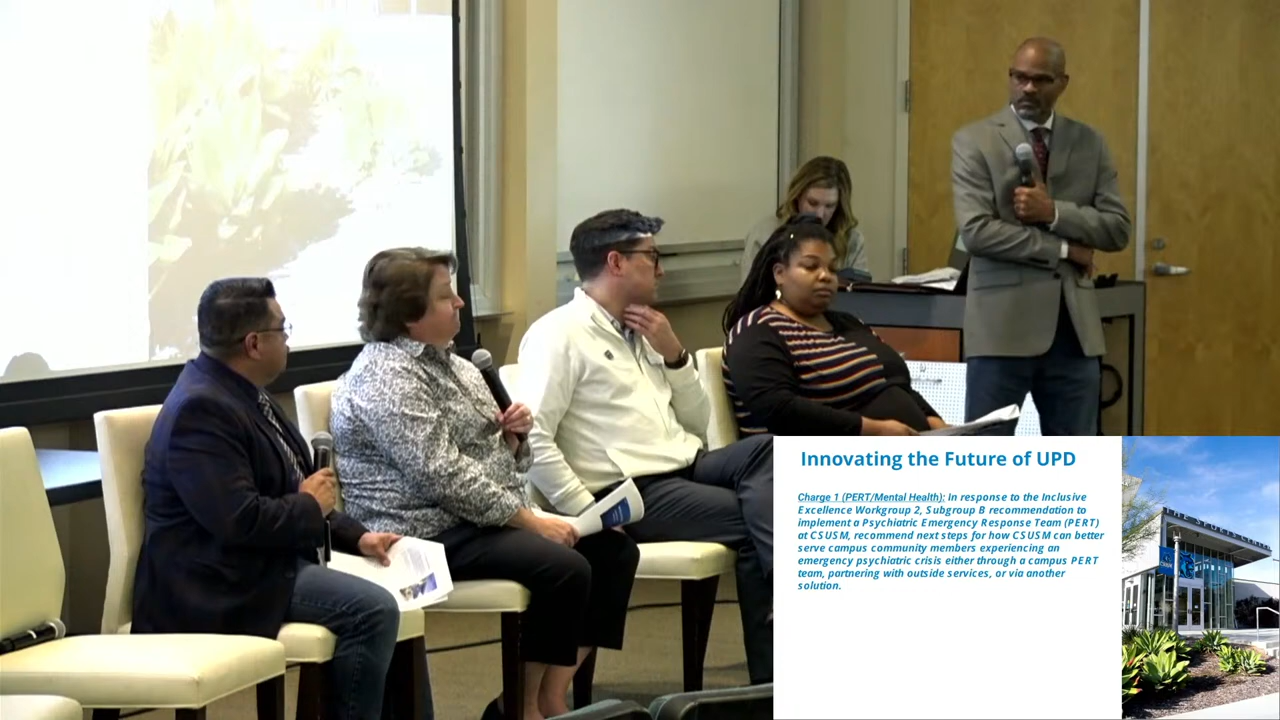 Innovating the Future of UPD
Charge 1 (PERT/Mental Health): In response to the Inclusive
Excellence Workgroup 2, Subgroup B recommendation to
implement a Psychiatric Emergency Response Team (PERT)
at CSUSM, recommend next steps for how CSUSM can better
serve campus community members experiencing an
emergency psychiatric crisis either through a campus PERT
team, partnering with outside services, or via another
solution.